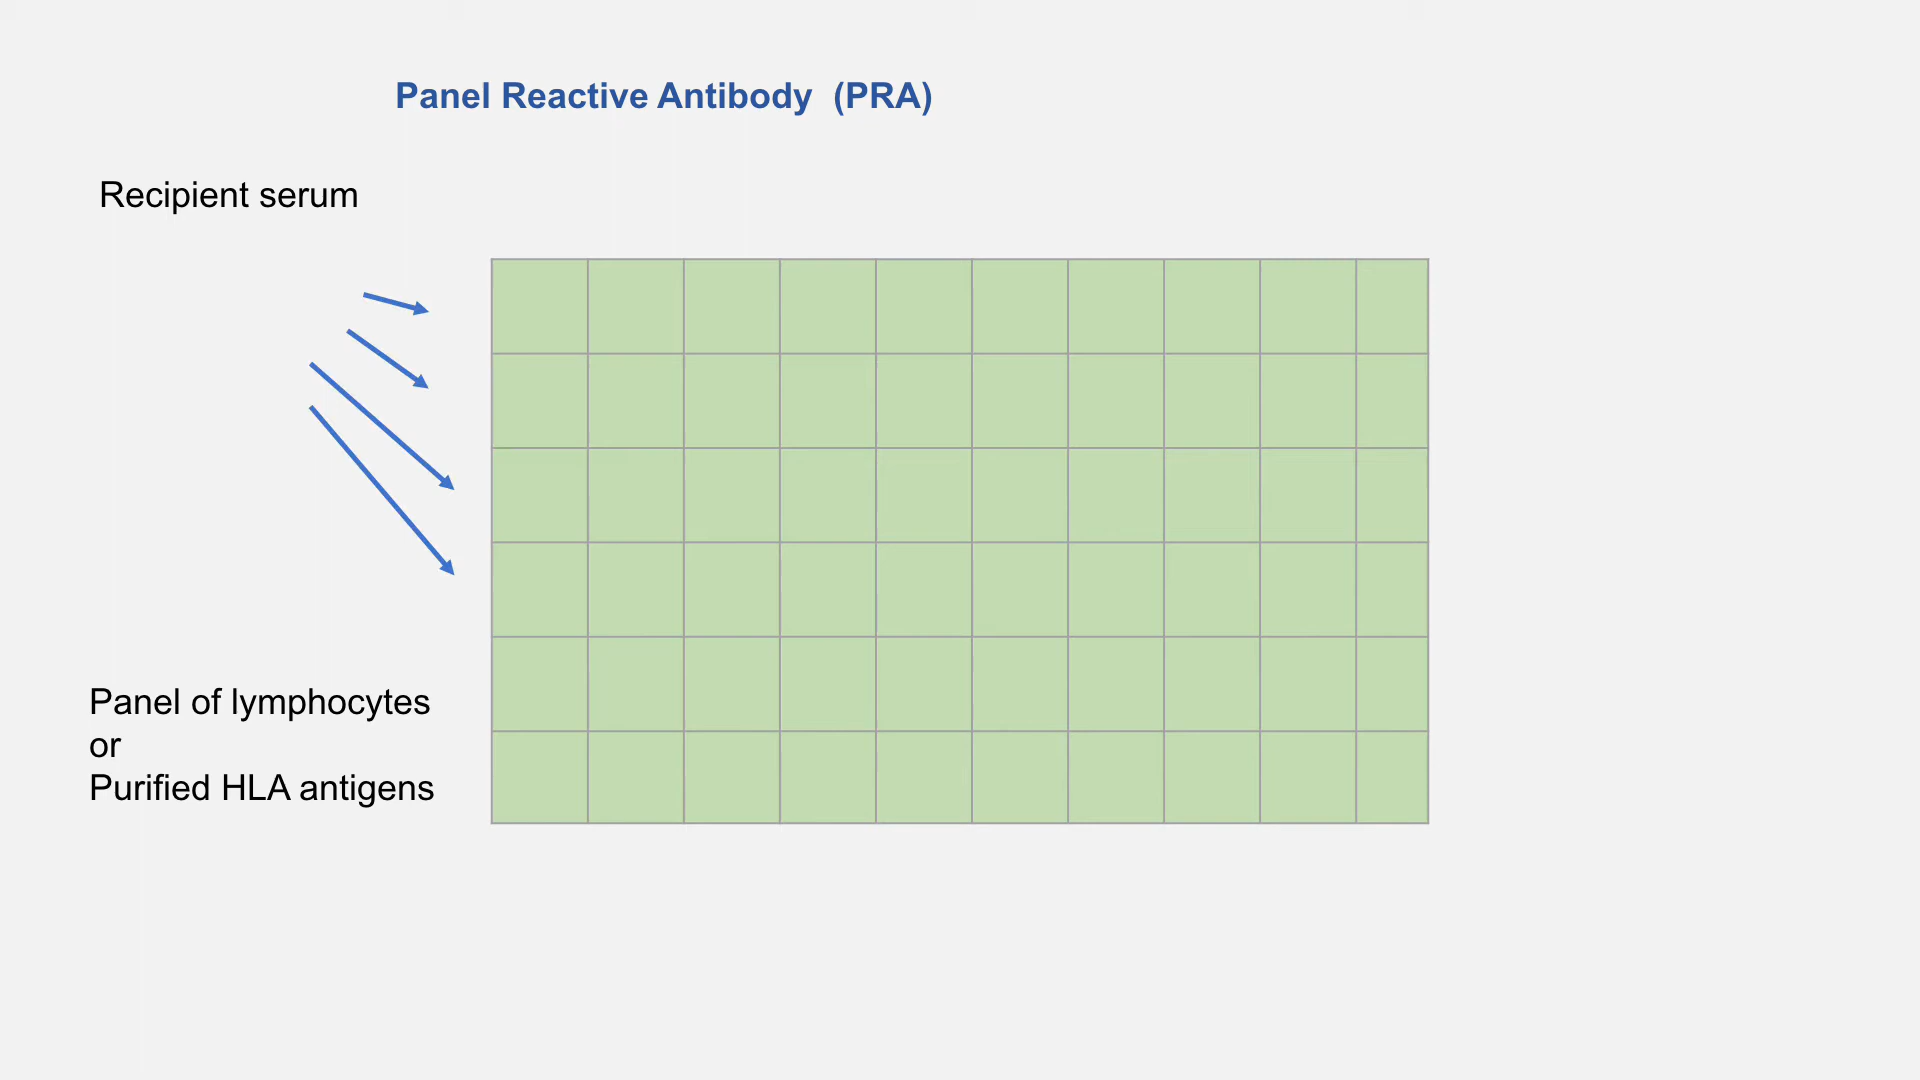 Panel Reactive Antibody  (PRA)
Recipient serum
Panel of lymphocytes
or
Purified HLA antigens